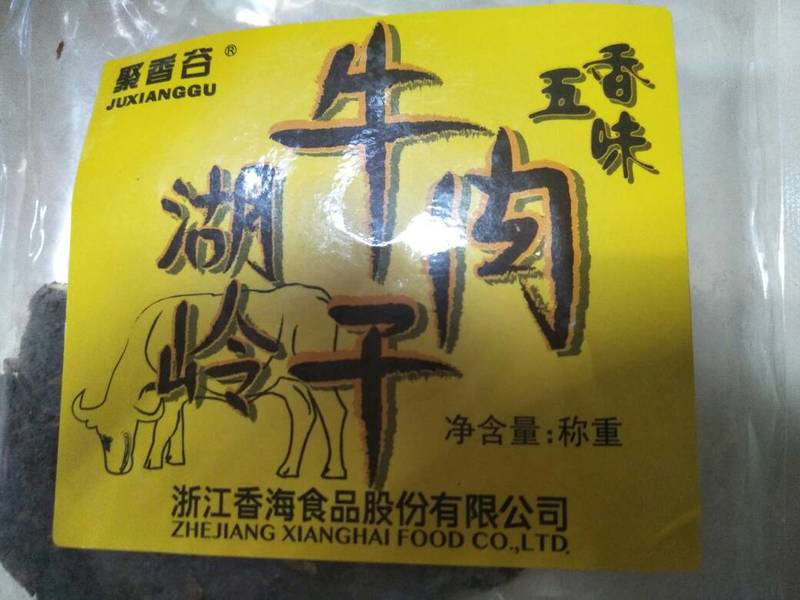 聚香谷®
JUXIANGGU
五香味
湖岭
牛肉干
净含量:称重
浙江香海食品股份有限公司
ZHEJIANG XIANGHAI FOOD CO.,LTD.